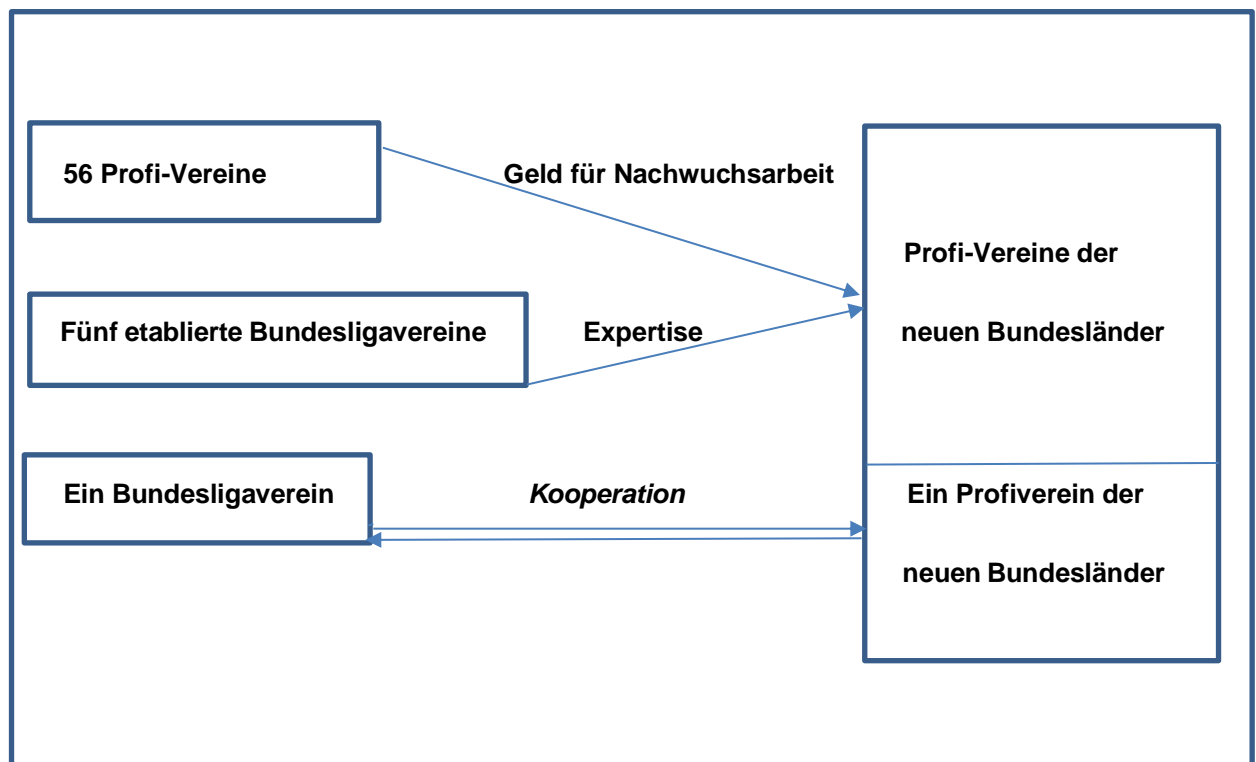 56 Profi-Vereine
Geld für Nachwuchsarbeit
Profi-Vereine der
neuen Bundesländer
Fünf etablierte Bundesligavereine
Expertise
Ein Bundesligaverein
Kooperation
Ein Profiverein der
neuen Bundesländer